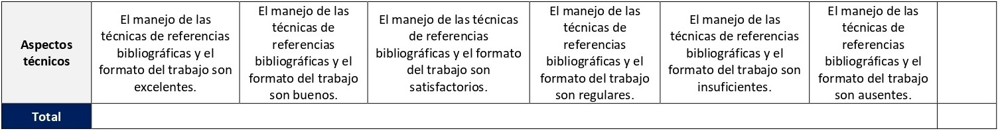 Aspectos
técnicos
El manejo de las
técnicas de referencias
bibliográficas y el
formato del trabajo son
excelentes.
El manejo de las
técnicas de
referencias
bibliográficas y el
formato del trabajo
son buenos.
El manejo de las técnicas
de referencias
bibliográficas y el formato
del trabajo son
satisfactorios.
El manejo de las
técnicas de
referencias
bibliográficas y el
formato del trabajo
son regulares.
El manejo de las
técnicas de referencias
bibliográficas y el
formato del trabajo son
insuficientes.
El manejo de las
técnicas de
referencias
bibliográficas y el
formato del trabajo
son ausentes.
Total